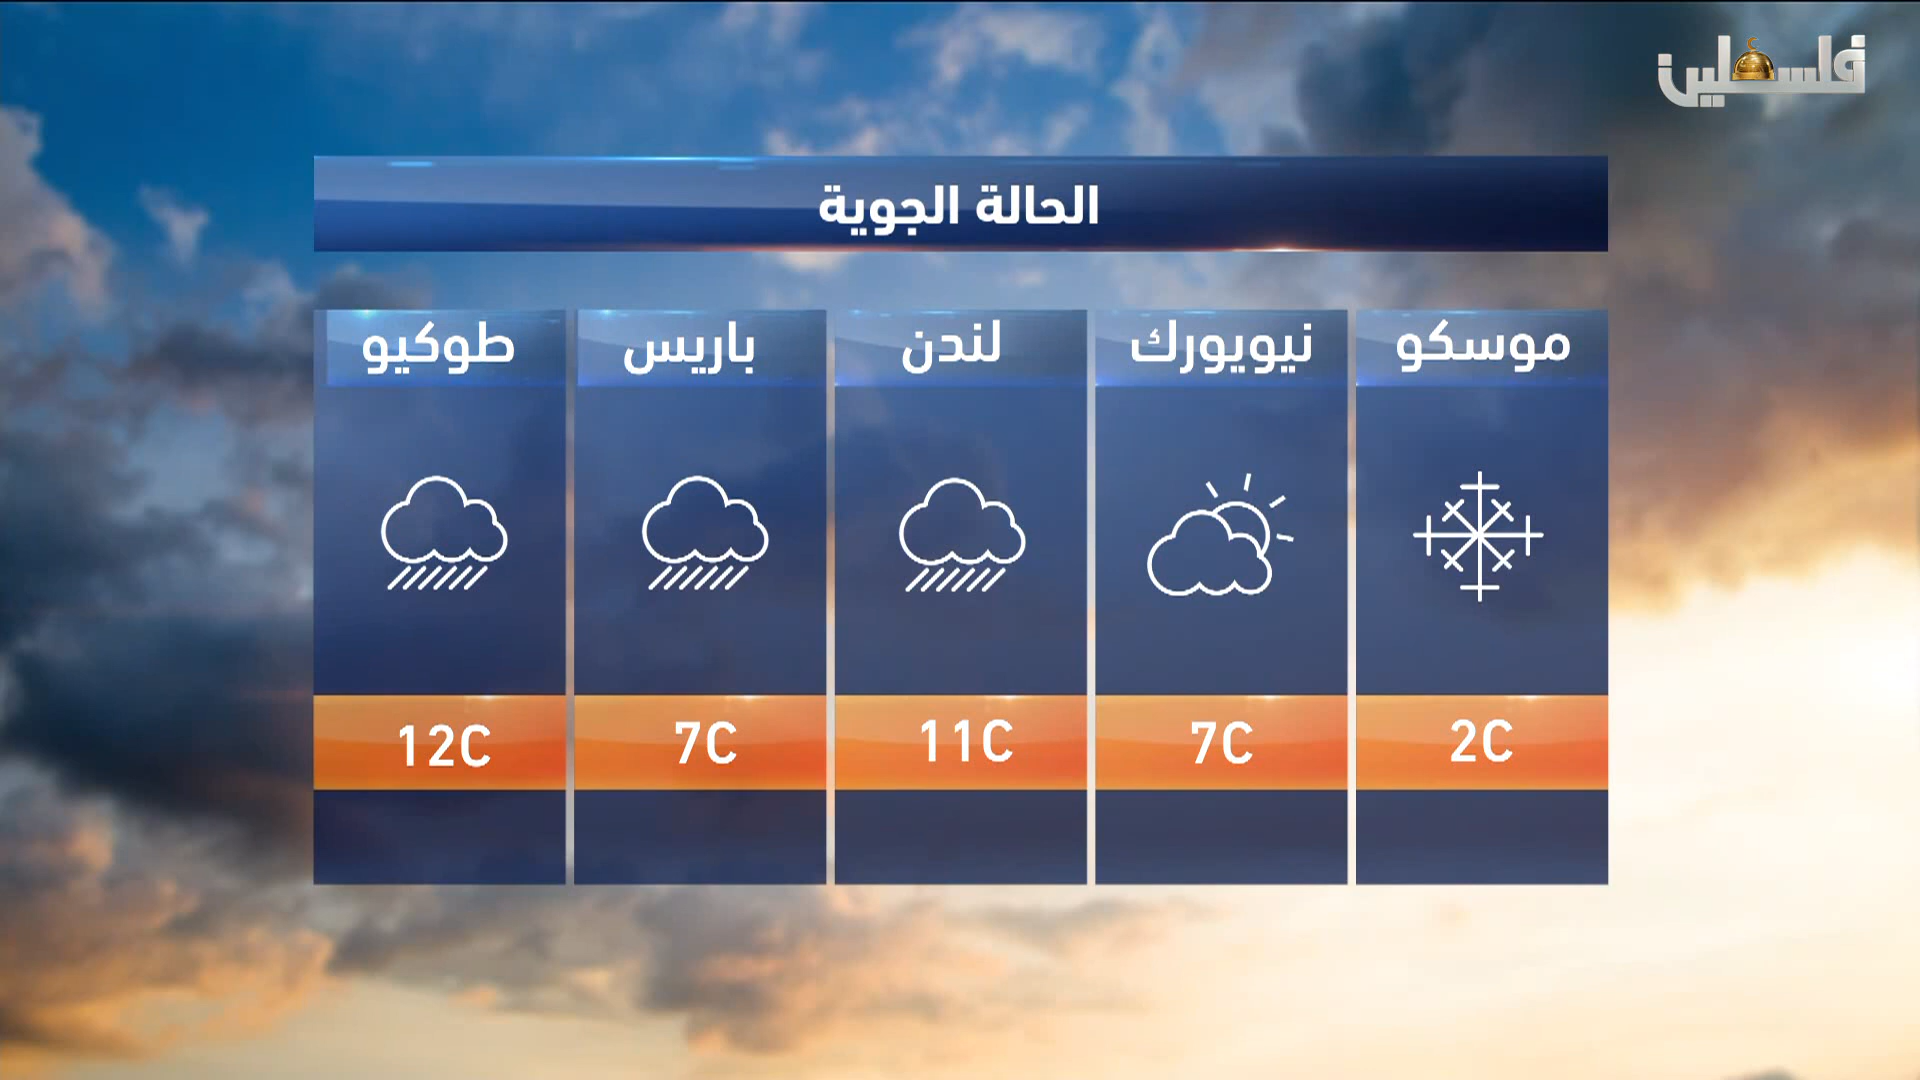 فلسطين
الحالة الجوية
موسكو
نيويورك
لندن
باريس
طوكيو
2C
7C
11C
7C
12C